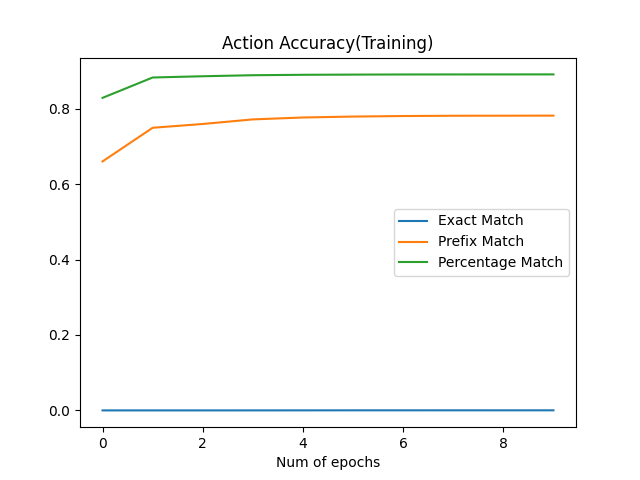 Action Accuracy(Training)
0.8
0.6
0.4
0.2
0.0
Exact Match
Prefix Match
Percentage Match
0 2 4 6 8
Num of epochs